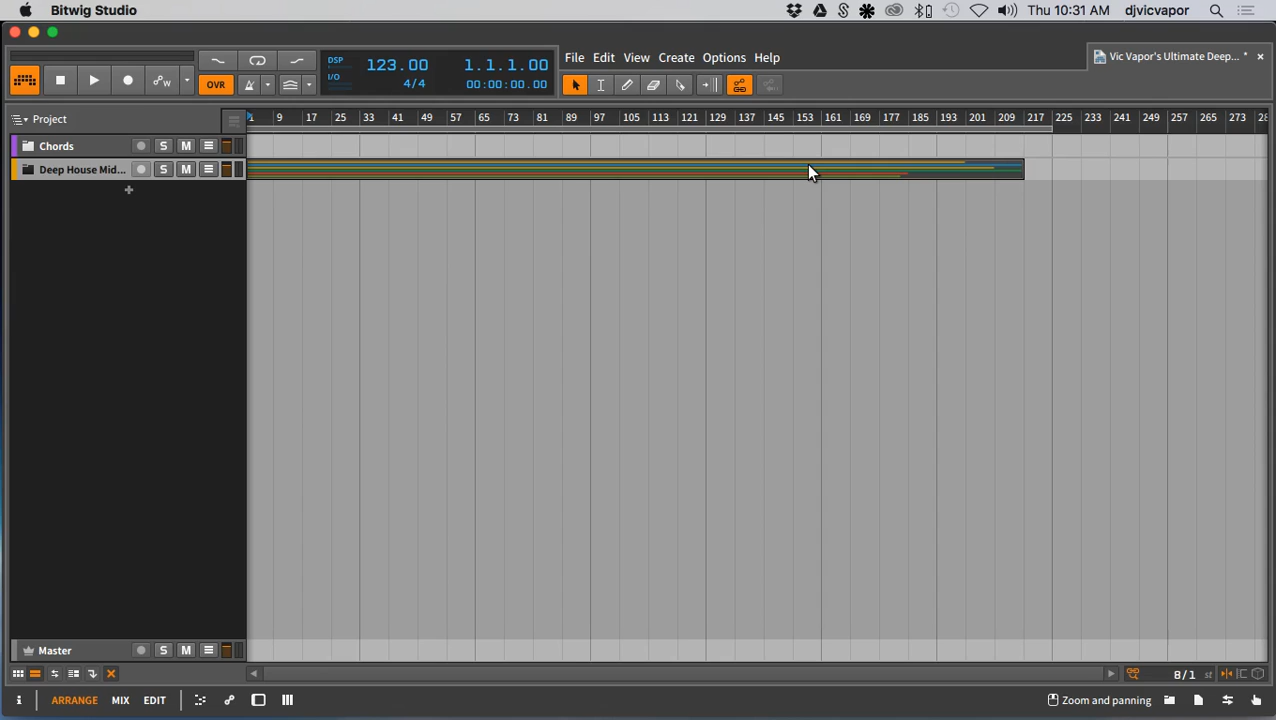 Bitwig Studio
Thu 10:31 AM djvicvapor
DSP
I/O
123.00
4/4
1.1.1.00
00:00:00.00
OVR
File Edit View Create Options Help
Vic Vapor's Ultimate Deep... *
Project
1 9 17 25 33 41 49 57 65 73 81 89 97 105 113 121 129 137 145 153 161 169 177 185 193 201 209 217 225 233 241 249 257 265 273 28
Chords S M
Deep House Mid... S M
+
Master S M
8/1 st
i ARRANGE MIX EDIT
Zoom and panning